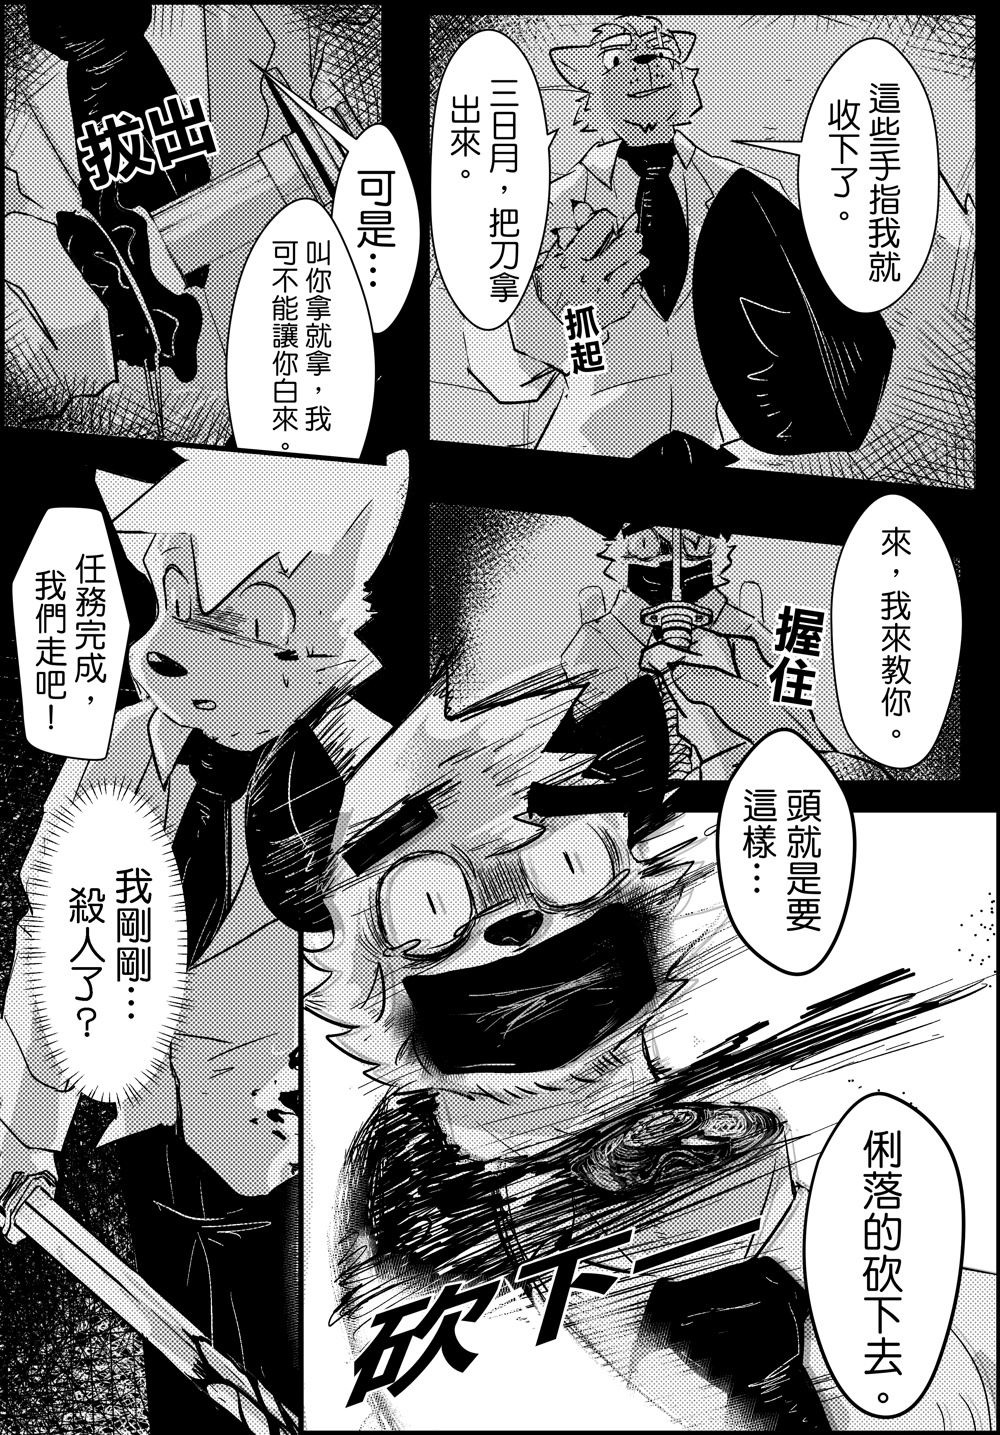 這些手指我就
收下了。
三日月，把刀拿
出來。
抓起
可是…
叫你拿就拿，我
可不能讓你白來。
拔出
來，我來教你。
握住
頭就是要
這樣…
俐落的砍下去。
砍下——
任務完成，
我們走吧！
我剛剛…
殺人了？